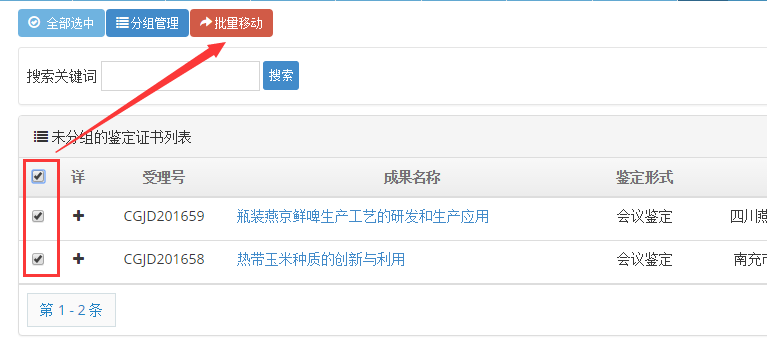 全部选中 分组管理 批量移动
搜索关键词 搜索
未分组的鉴定证书列表
详 受理号 成果名称 鉴定形式
CGJD201659 瓶装燕京鲜啤生产工艺的研发和生产应用 会议鉴定 四川燕
CGJD201658 热带玉米种质的创新与利用 会议鉴定 南充市
第 1 - 2 条